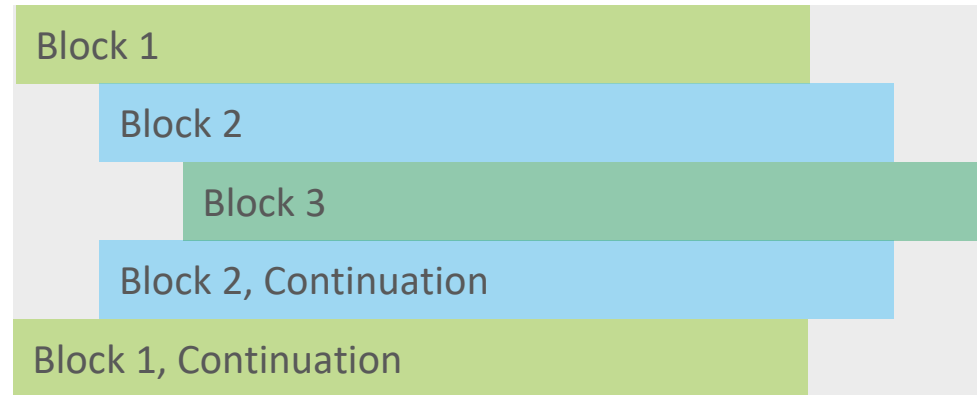 Block 1
Block 2
Block 3
Block 2, Continuation
Block 1, Continuation